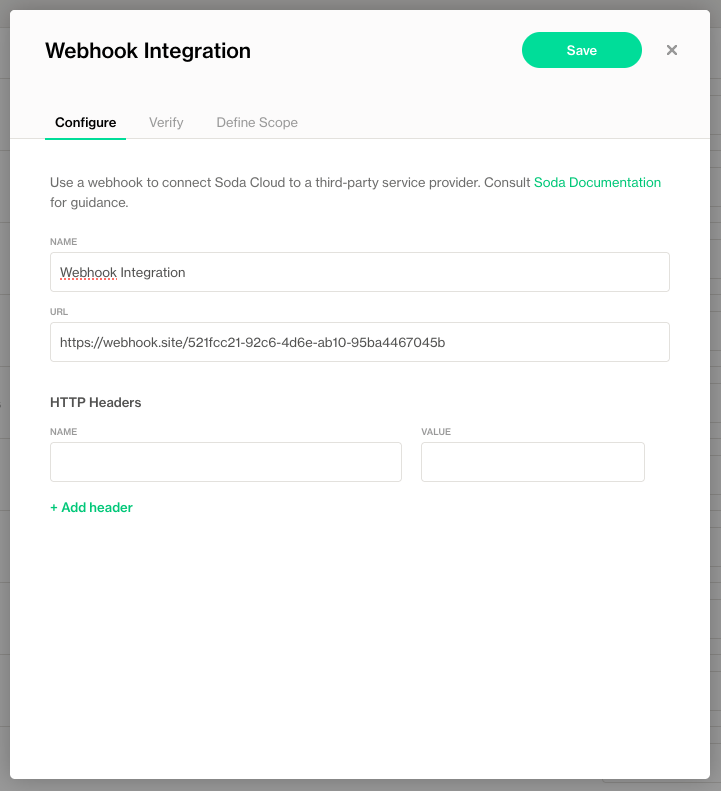 Webhook Integration
Save
Configure
Verify
Define Scope
Use a webhook to connect Soda Cloud to a third-party service provider. Consult Soda Documentation
for guidance.
NAME
Webhook Integration
URL
https://webhook.site/521fcc21-92c6-4d6e-ab10-95ba4467045b
HTTP Headers
NAME
VALUE
+ Add header